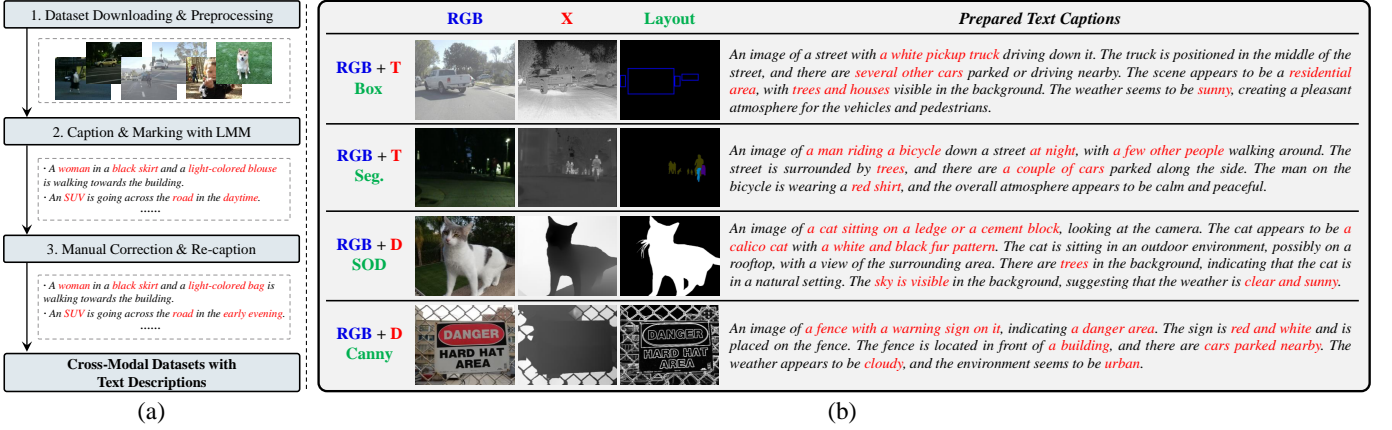 1. Dataset Downloading & Preprocessing
2. Caption & Marking with LMM
· A woman in a black skirt and a light-colored blouse
is walking towards the building.
· An SUV is going across the road in the daytime.
......
3. Manual Correction & Re-caption
· A woman in a black skirt and a light-colored bag is
walking towards the building.
· An SUV is going across the road in the early evening.
......
Cross-Modal Datasets with
Text Descriptions
(a)
RGB X Layout Prepared Text Captions
RGB + T
Box
An image of a street with a white pickup truck driving down it. The truck is positioned in the middle of the
street, and there are several other cars parked or driving nearby. The scene appears to be a residential
area, with trees and houses visible in the background. The weather seems to be sunny, creating a pleasant
atmosphere for the vehicles and pedestrians.
RGB + T
Seg.
An image of a man riding a bicycle down a street at night, with a few other people walking around. The
street is surrounded by trees, and there are a couple of cars parked along the side. The man on the
bicycle is wearing a red shirt, and the overall atmosphere appears to be calm and peaceful.
RGB + D
SOD
An image of a cat sitting on a ledge or a cement block, looking at the camera. The cat appears to be a
calico cat with a white and black fur pattern. The cat is sitting in an outdoor environment, possibly on a
rooftop, with a view of the surrounding area. There are trees in the background, indicating that the cat is
in a natural setting. The sky is visible in the background, suggesting that the weather is clear and sunny.
RGB + D
Canny
DANGER
HARD HAT
AREA
DANGER
HARD HAT
AREA
An image of a fence with a warning sign on it, indicating a danger area. The sign is red and white and is
placed on the fence. The fence is located in front of a building, and there are cars parked nearby. The
weather appears to be cloudy, and the environment seems to be urban.
(b)